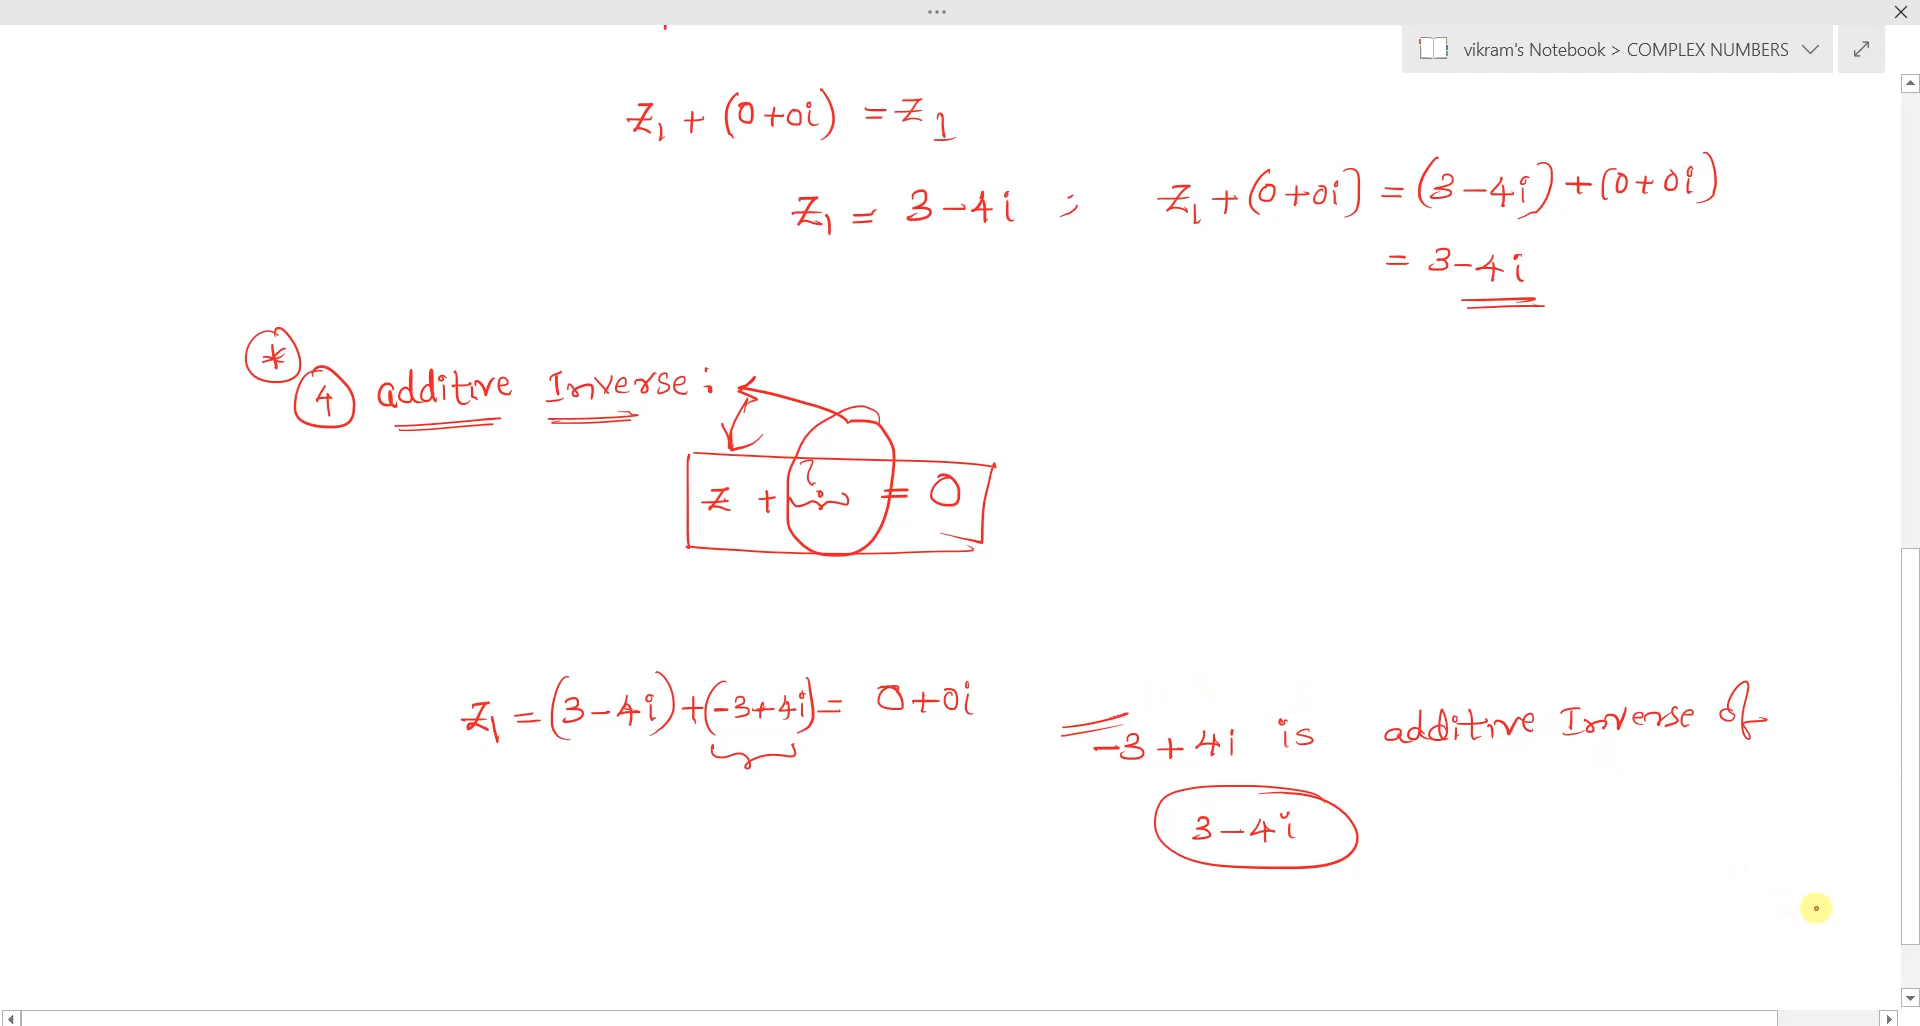 vikram's Notebook > COMPLEX NUMBERS
z₁ + (0+0i) = z₁
z₁ = 3-4i ; z₁ + (0+0i) = (3-4i) + (0+0i)
= 3-4i
* 4 additive Inverse :
z + ? = 0
z₁ = (3-4i) + (-3+4i) = 0+0i
-3+4i is additive Inverse of
3-4i